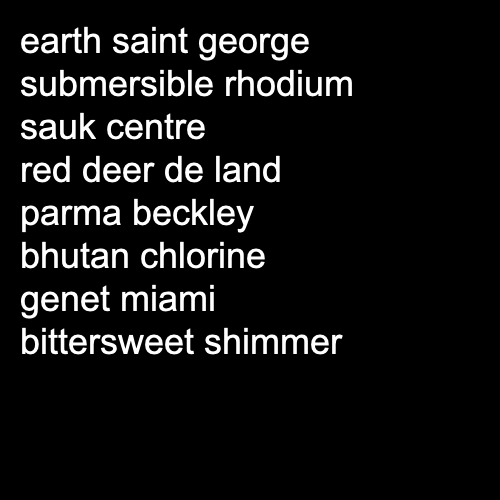 earth saint george
submersible rhodium
sauk centre
red deer de land
parma beckley
bhutan chlorine
genet miami
bittersweet shimmer